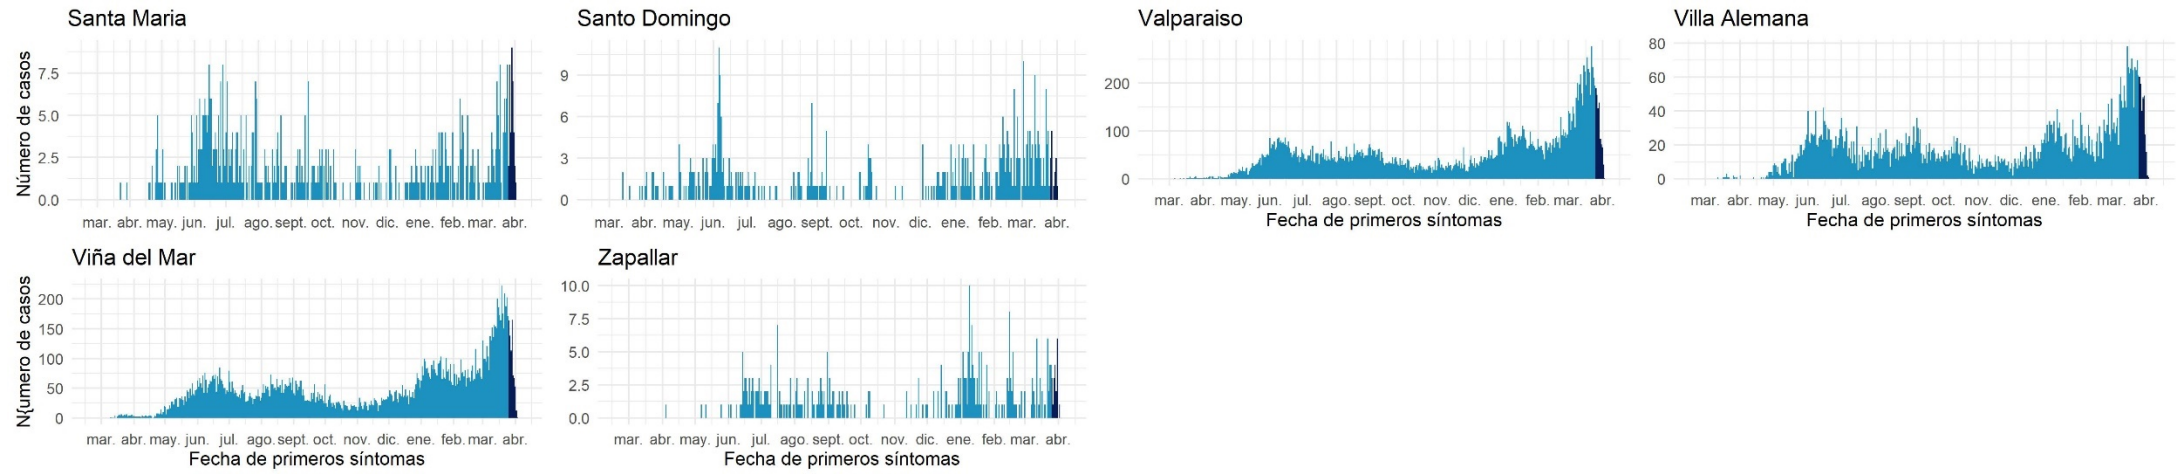 Santa Maria
Número de casos
7.5
5.0
2.5
0.0
mar. abr. may. jun. jul. ago. sept. oct. nov. dic. ene. feb. mar. abr.
Santo Domingo
9
6
3
0
mar. abr. may. jun. jul. ago. sept. oct. nov. dic. ene. feb. mar. abr.
Valparaiso
200
100
0
mar. abr. may. jun. jul. ago. sept. oct. nov. dic. ene. feb. mar. abr.
Fecha de primeros síntomas
Villa Alemana
80
60
40
20
0
mar. abr. may. jun. jul. ago. sept. oct. nov. dic. ene. feb. mar. abr.
Fecha de primeros síntomas
Viña del Mar
N{umero de casos
200
150
100
50
0
mar. abr. may. jun. jul. ago. sept. oct. nov. dic. ene. feb. mar. abr.
Fecha de primeros síntomas
Zapallar
10.0
7.5
5.0
2.5
0.0
mar. abr. may. jun. jul. ago. sept. oct. nov. dic. ene. feb. mar. abr.
Fecha de primeros síntomas